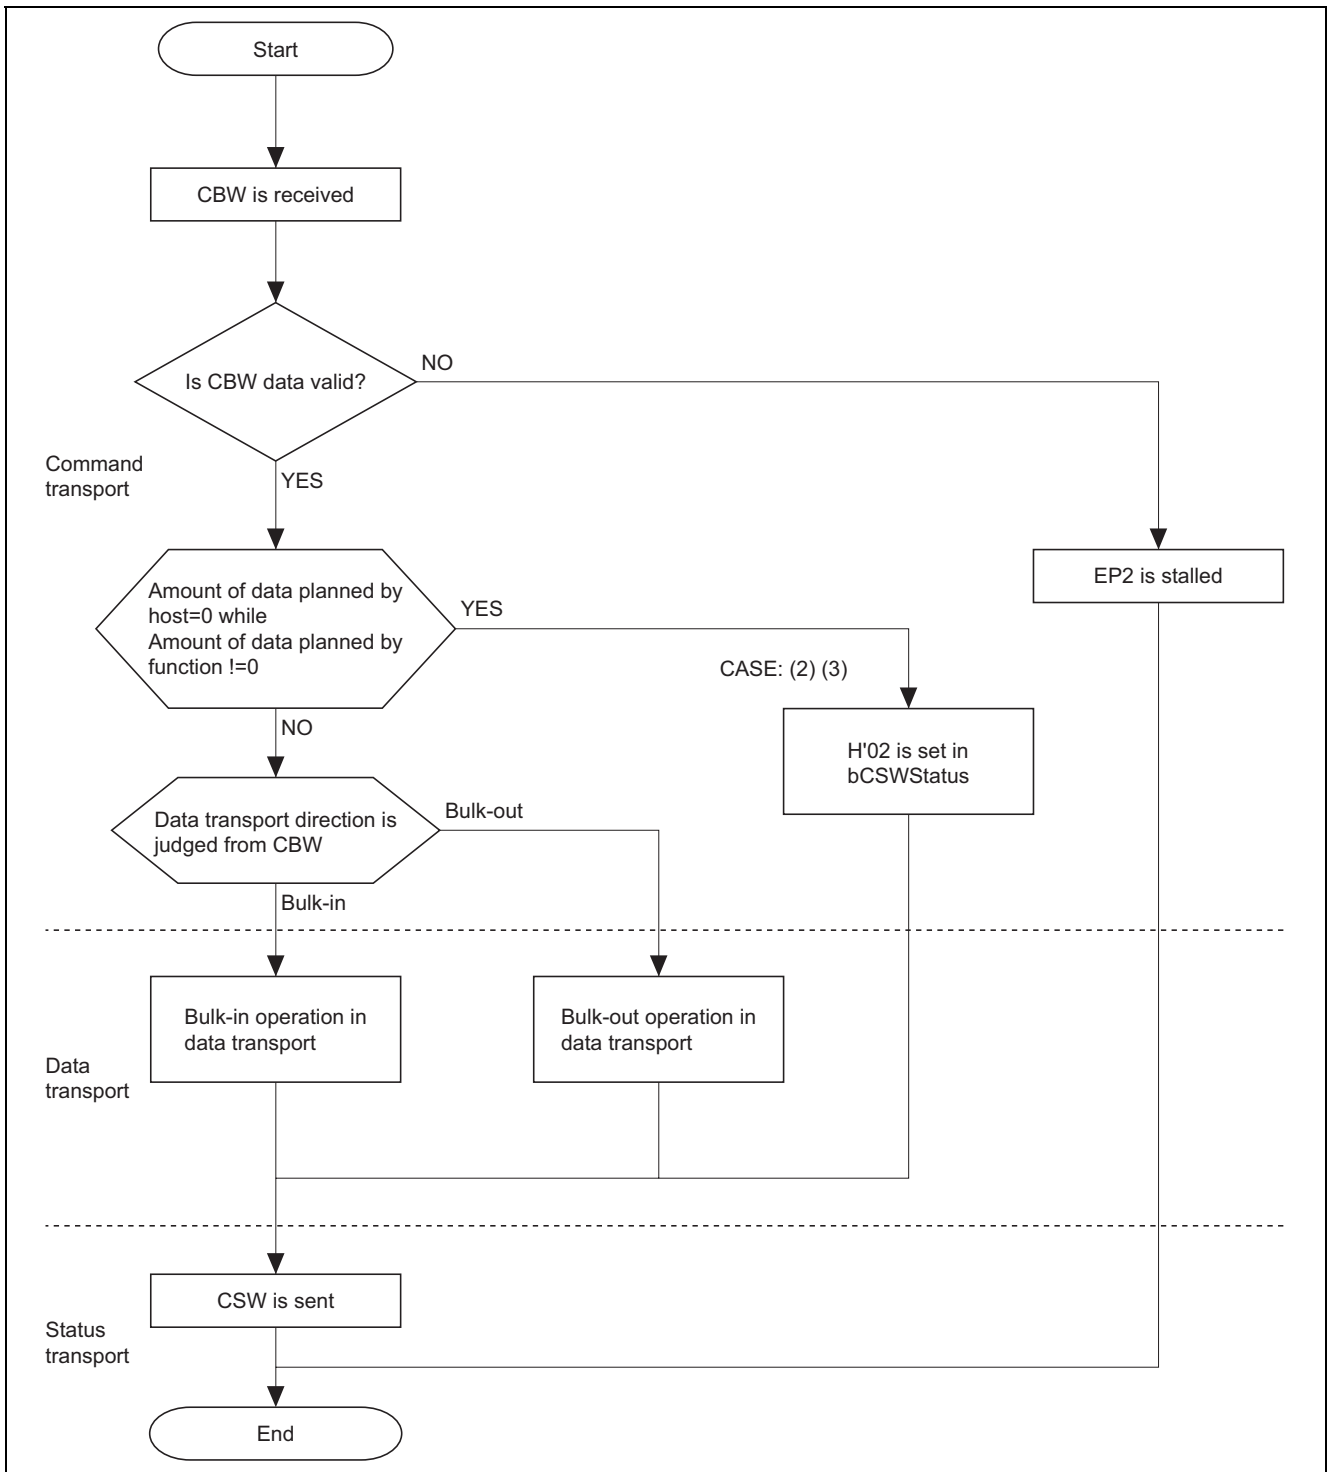 Start
CBW is received
Is CBW data valid?
NO
Command
transport
YES
Amount of data planned by
host=0 while
Amount of data planned by
function !=0
YES
EP2 is stalled
CASE: (2) (3)
NO
H'02 is set in
bCSWStatus
Data transport direction is
judged from CBW
Bulk-out
Bulk-in
Bulk-in operation in
data transport
Bulk-out operation in
data transport
Data
transport
CSW is sent
Status
transport
End